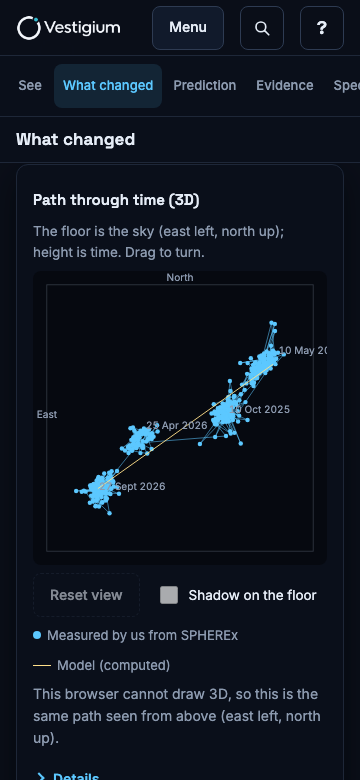 Vestigium
Menu
?
See What changed Prediction Evidence Spec
What changed
Path through time (3D)
The floor is the sky (east left, north up);
height is time. Drag to turn.
North
10 May 20
East
Oct 2025
Apr 2026
Sept 2026
Reset view
Shadow on the floor
Measured by us from SPHEREx
Model (computed)
This browser cannot draw 3D, so this is the
same path seen from above (east left, north
up).
Details